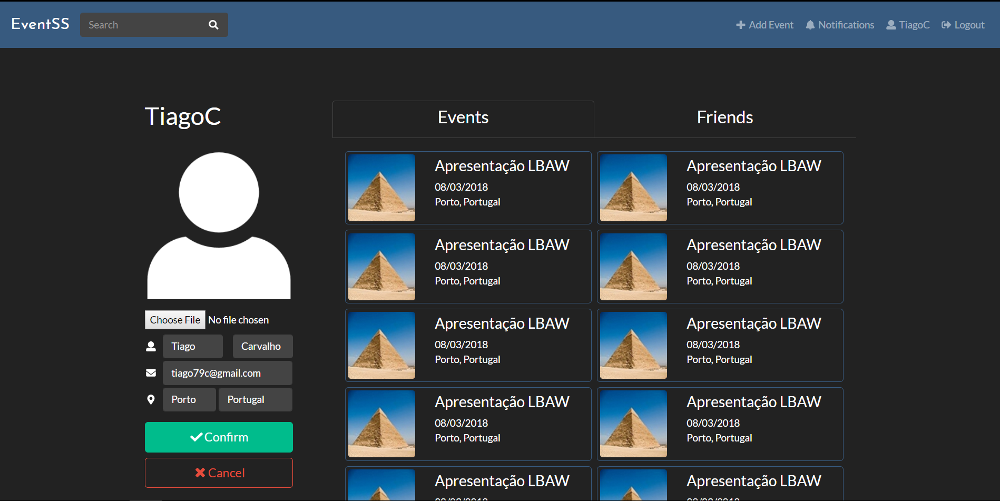 EventSS
Search
Add Event
Notifications
TiagoC
Logout
TiagoC
Choose File No file chosen
Tiago Carvalho
tiago79c@gmail.com
Porto Portugal
Confirm
Cancel
Events
Friends
Apresentação LBAW
08/03/2018
Porto, Portugal
Apresentação LBAW
08/03/2018
Porto, Portugal
Apresentação LBAW
08/03/2018
Porto, Portugal
Apresentação LBAW
08/03/2018
Porto, Portugal
Apresentação LBAW
08/03/2018
Porto, Portugal
Apresentação LBAW
08/03/2018
Porto, Portugal
Apresentação LBAW
08/03/2018
Porto, Portugal
Apresentação LBAW
08/03/2018
Porto, Portugal
Apresentação LBAW
Apresentação LBAW